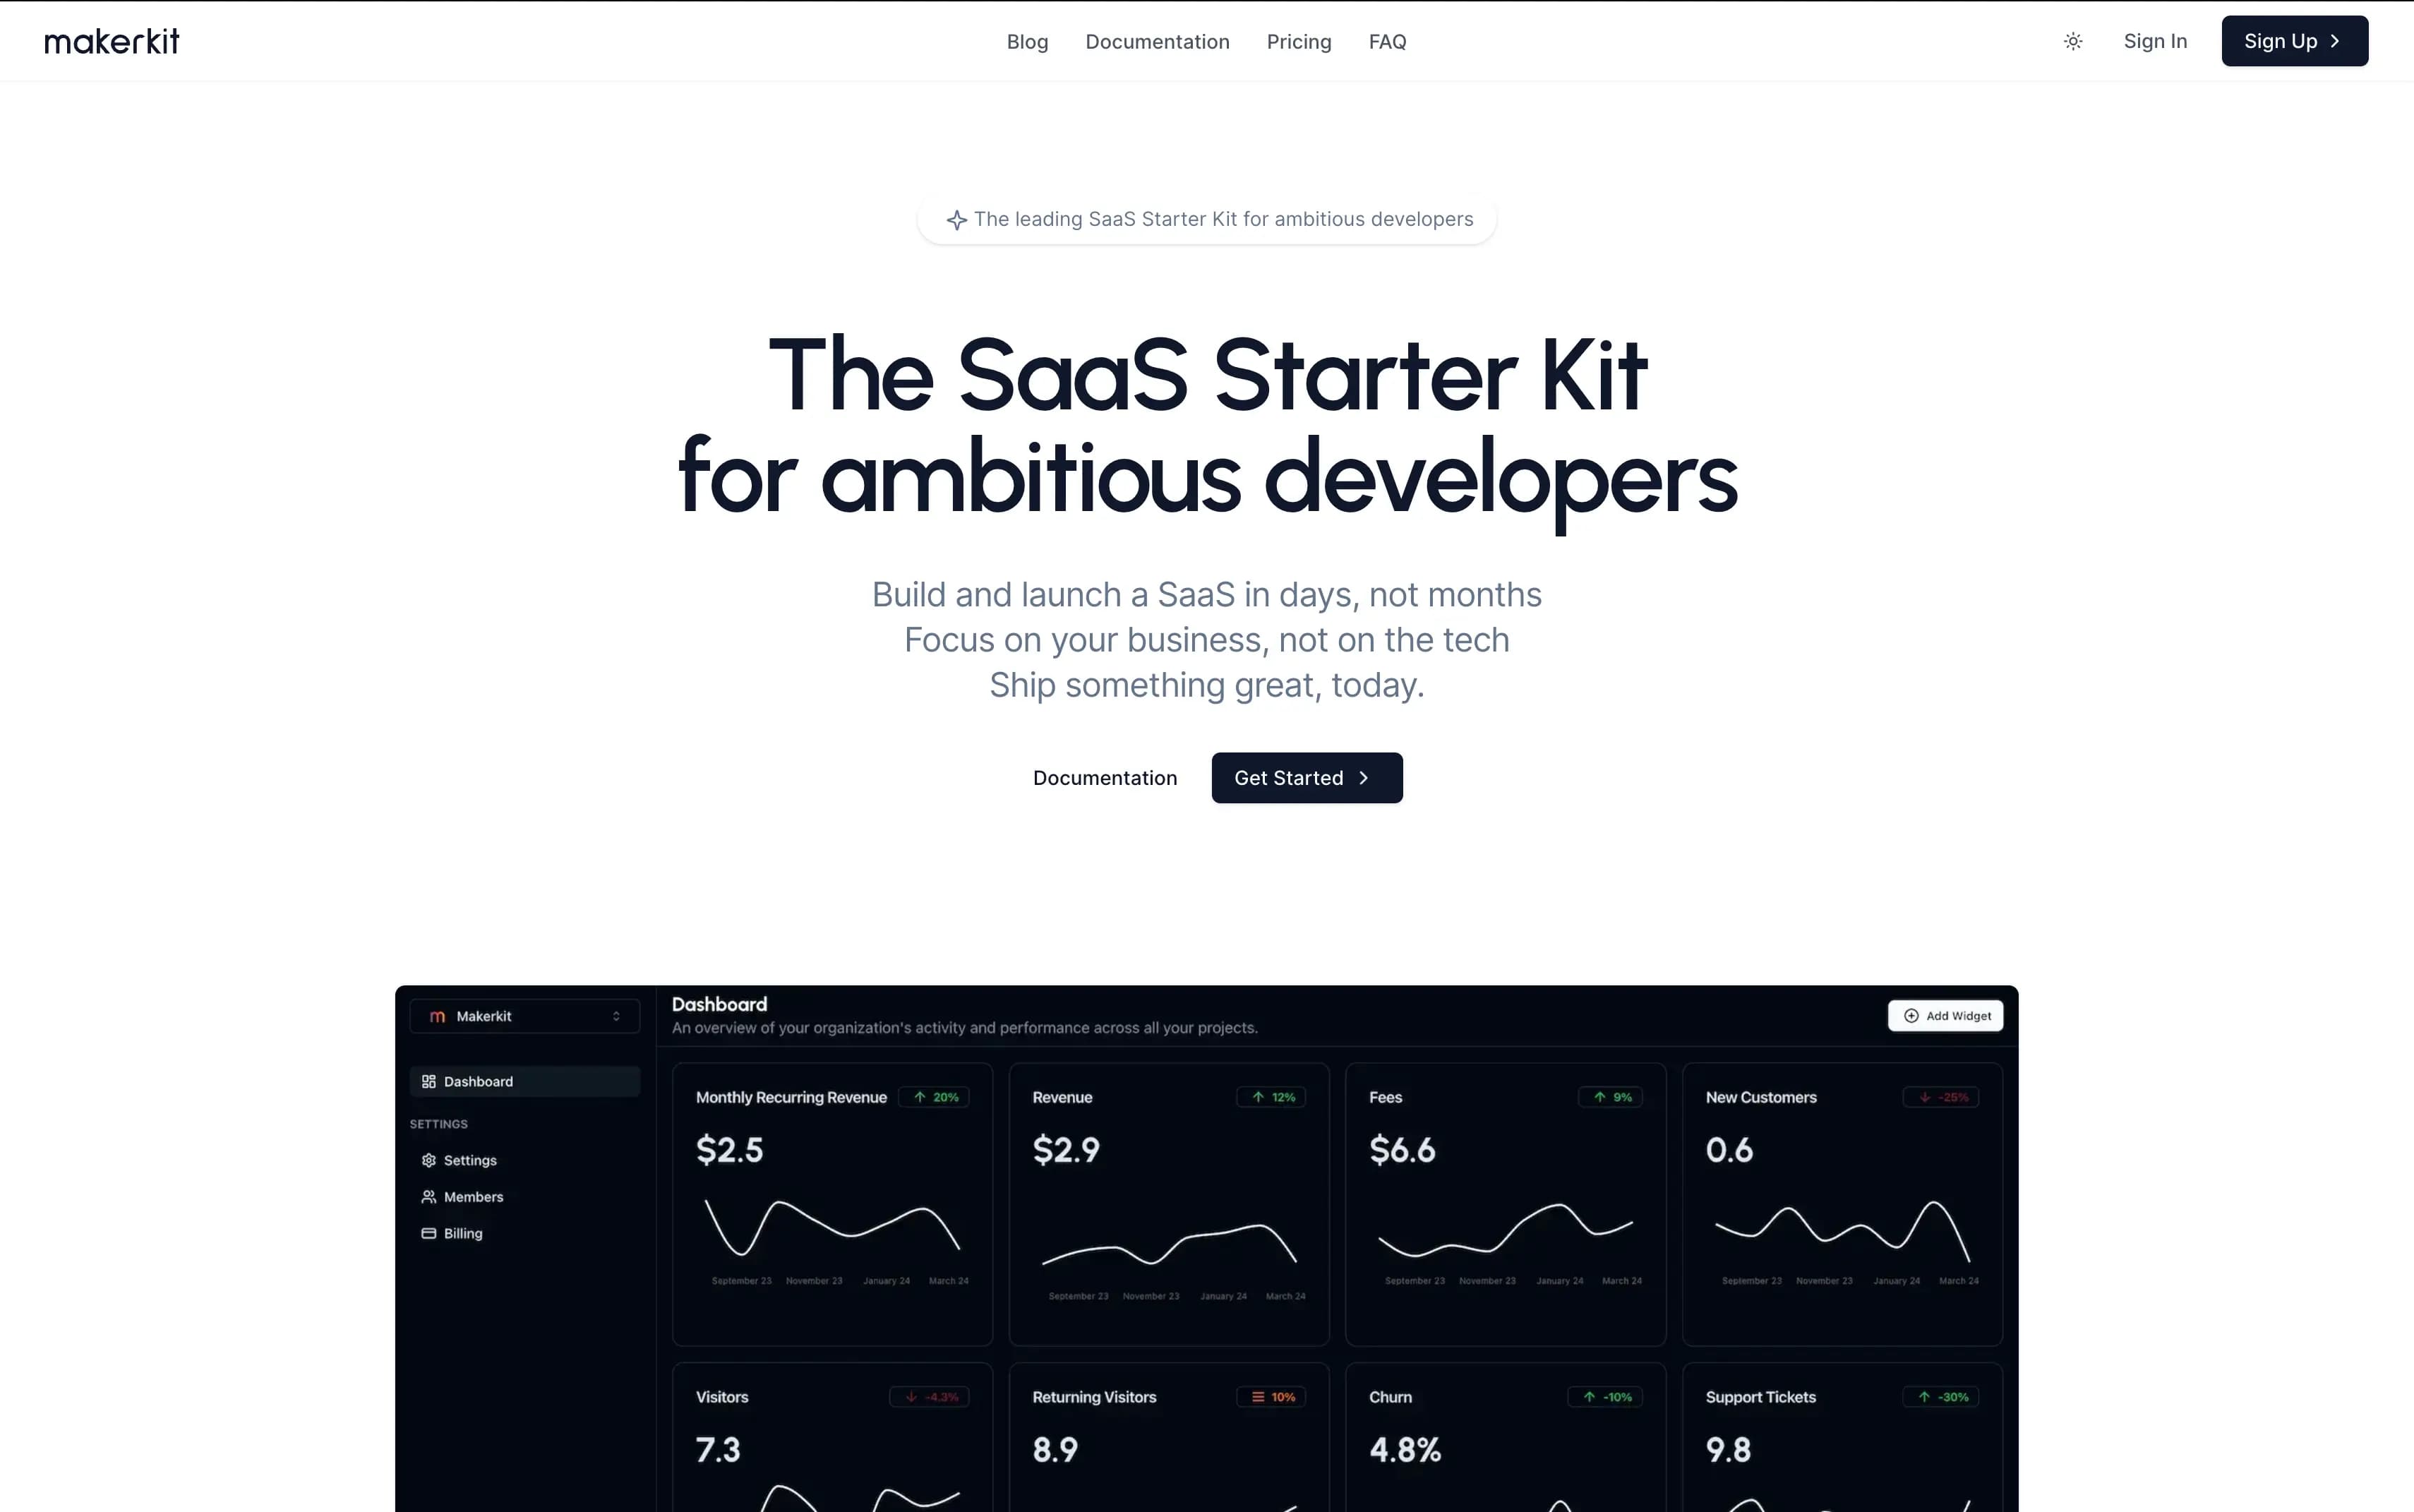 makerkit
Blog Documentation Pricing FAQ
Sign In
Sign Up
The leading SaaS Starter Kit for ambitious developers
The SaaS Starter Kit
for ambitious developers
Build and launch a SaaS in days, not months
Focus on your business, not on the tech
Ship something great, today.
Documentation
Get Started
m Makerkit
Dashboard
SETTINGS
Settings
Members
Billing
Dashboard
An overview of your organization's activity and performance across all your projects.
Add Widget
Monthly Recurring Revenue 20%
$2.5
September 23 November 23 January 24 March 24
Revenue 12%
$2.9
September 23 November 23 January 24 March 24
Fees 9%
$6.6
September 23 November 23 January 24 March 24
New Customers -25%
0.6
September 23 November 23 January 24 March 24
Visitors -4.3%
7.3
Returning Visitors 10%
8.9
Churn -10%
4.8%
Support Tickets -30%
9.8